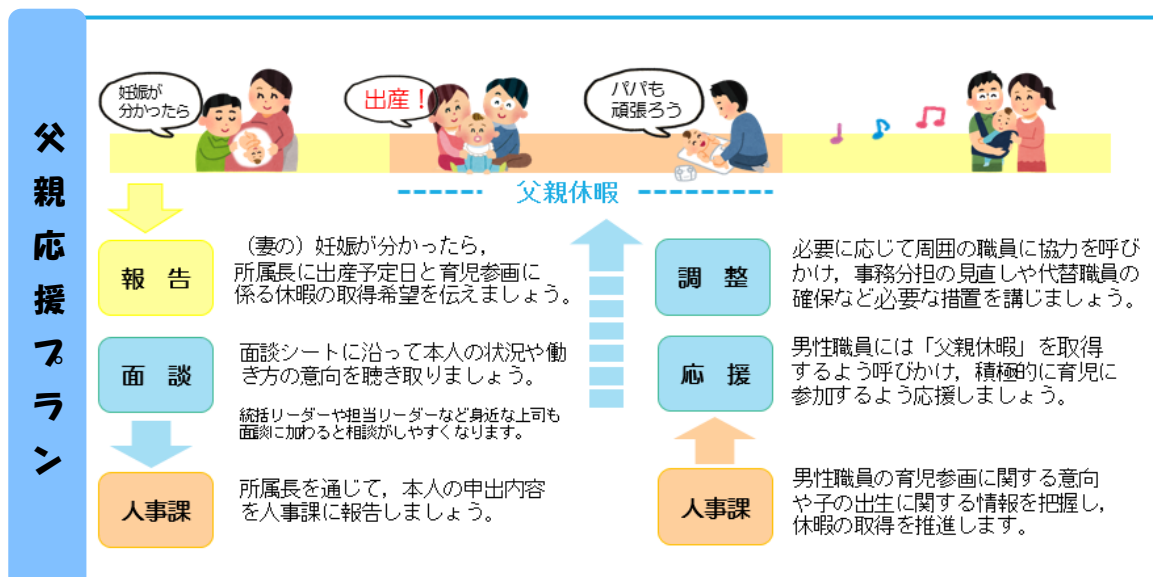 父親応援プラン
妊娠が
分かったら
出産！
パパも
頑張ろう
父親休暇
報 告
（妻の）妊娠が分かったら，
所属長に出産予定日と育児参画に
係る休暇の取得希望を伝えましょう。
面 談
面談シートに沿って本人の状況や働
き方の意向を聴き取りましょう。
統括リーダーや担当リーダーなど身近な上司も
面談に加わると相談がしやすくなります。
人事課
所属長を通じて，本人の申出内容
を人事課に報告しましょう。
調 整
必要に応じて周囲の職員に協力を呼び
かけ，事務分担の見直しや代替職員の
確保など必要な措置を講じましょう。
応 援
男性職員には「父親休暇」を取得
するよう呼びかけ，積極的に育児に
参加するよう応援しましょう。
人事課
男性職員の育児参画に関する意向
や子の出生に関する情報を把握し，
休暇の取得を推進します。